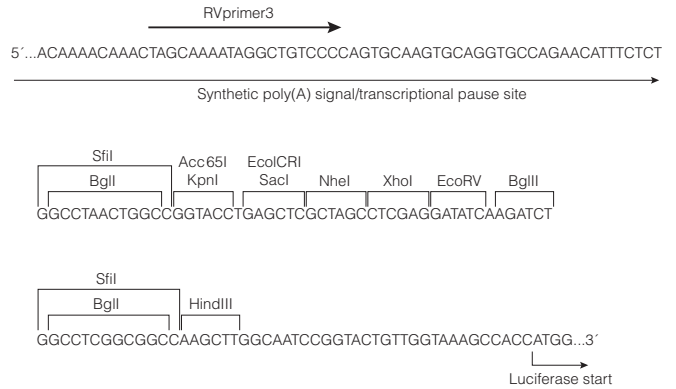 RVprimer3
5´...ACAAAACAAACTAGCAAAATAGGCTGTCCCCAGTGCAAGTGCAGGTGCCAGAACATTTCTCT
Synthetic poly(A) signal/transcriptional pause site
SfiI
Acc65I EcoICRI
BglI KpnI SacI NheI XhoI EcoRV BglII
GGCCTAACTGGCCGGTACCTGAGCTCGCTAGCCTCGAGGATATCAAGATCT
SfiI
BglI HindIII
GGCCTCGGCGGCCAAGCTTGGCAATCCGGTACTGTTGGTAAAGCCACCATGG...3´
Luciferase start